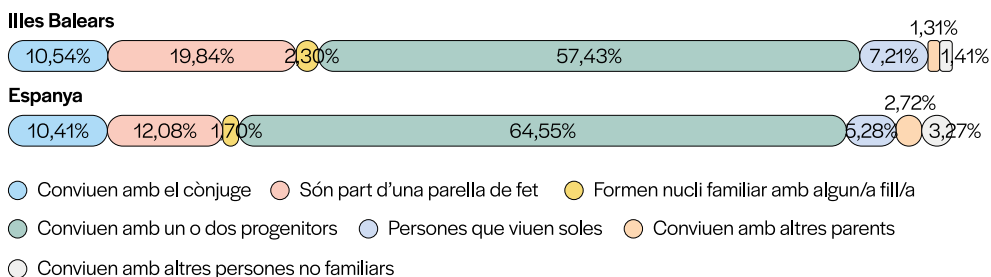 Illes Balears
1,31%
10,54% 19,84% 2,30% 57,43% 7,21% 1,41%
Espanya
2,72%
10,41% 12,08% 1,70% 64,55% 5,28% 3,27%
Conviuen amb el cònjuge Són part d'una parella de fet Formen nucli familiar amb algun/a fill/a
Conviuen amb un o dos progenitors Persones que viuen soles Conviuen amb altres parents
Conviuen amb altres persones no familiars